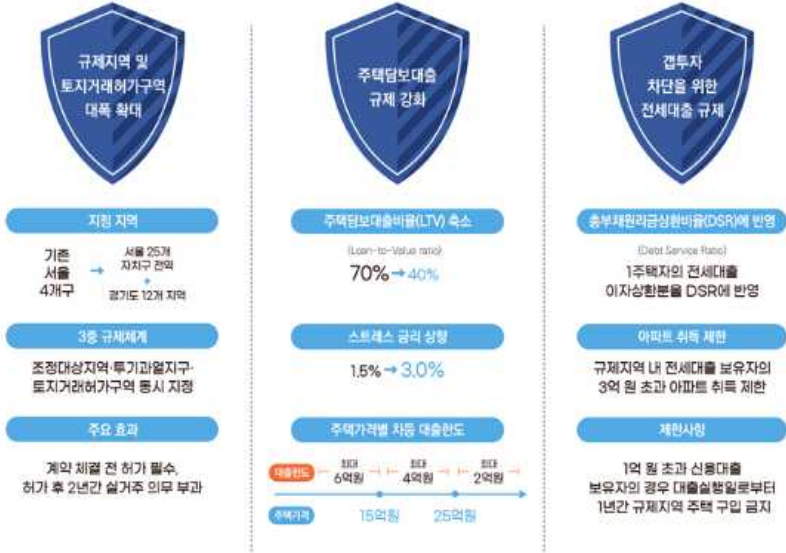 규제지역 및
토지거래허가구역
대폭 확대
지정 지역
기존
서울
4개구
→
서울 25개
자치구 전역
+
경기도 12개 지역
3중 규제체계
조정대상지역·투기과열지구·
토지거래허가구역 동시 지정
주요 효과
계약 체결 전 허가 필수,
허가 후 2년간 실거주 의무 부과
주택담보대출
규제 강화
주택담보대출비율(LTV) 축소
(Loan-to-Value ratio)
70%→40%
스트레스 금리 상향
1.5%→3.0%
주택가격별 차등 대출한도
대출한도
최대
6억원
최대
4억원
최대
2억원
주택가격
15억원
25억원
갭투자
차단을 위한
전세대출 규제
총부채원리금상환비율(DSR)에 반영
(Debt Service Ratio)
1주택자의 전세대출
이자상환분을 DSR에 반영
아파트 취득 제한
규제지역 내 전세대출 보유자의
3억 원 초과 아파트 취득 제한
제한사항
1억 원 초과 신용대출
보유자의 경우 대출실행일로부터
1년간 규제지역 주택 구입 금지